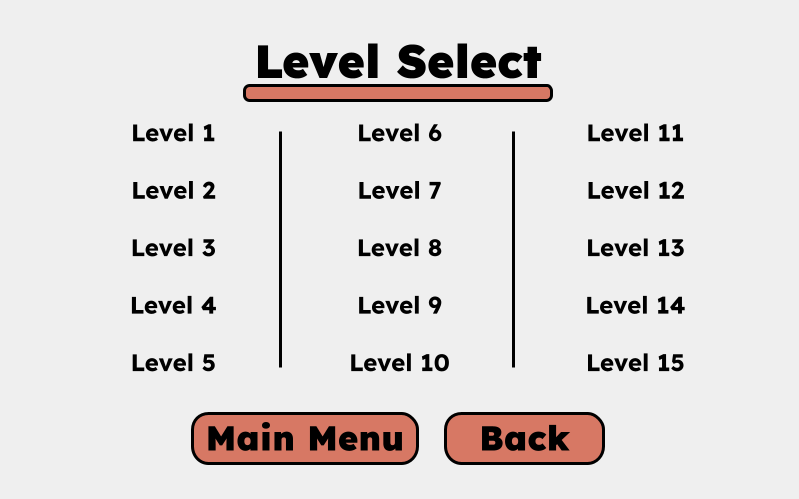 Level Select
Level 1
Level 2
Level 3
Level 4
Level 5
Level 6
Level 7
Level 8
Level 9
Level 10
Level 11
Level 12
Level 13
Level 14
Level 15
Main Menu
Back